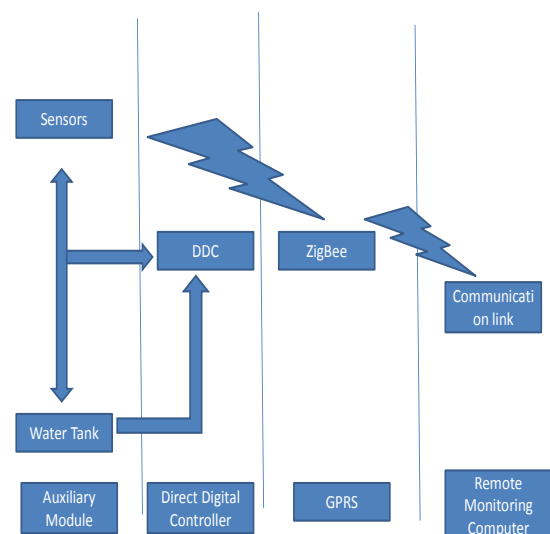 Sensors
DDC
ZigBee
Communicati
on link
Water Tank
Auxiliary
Module
Direct Digital
Controller
GPRS
Remote
Monitoring
Computer